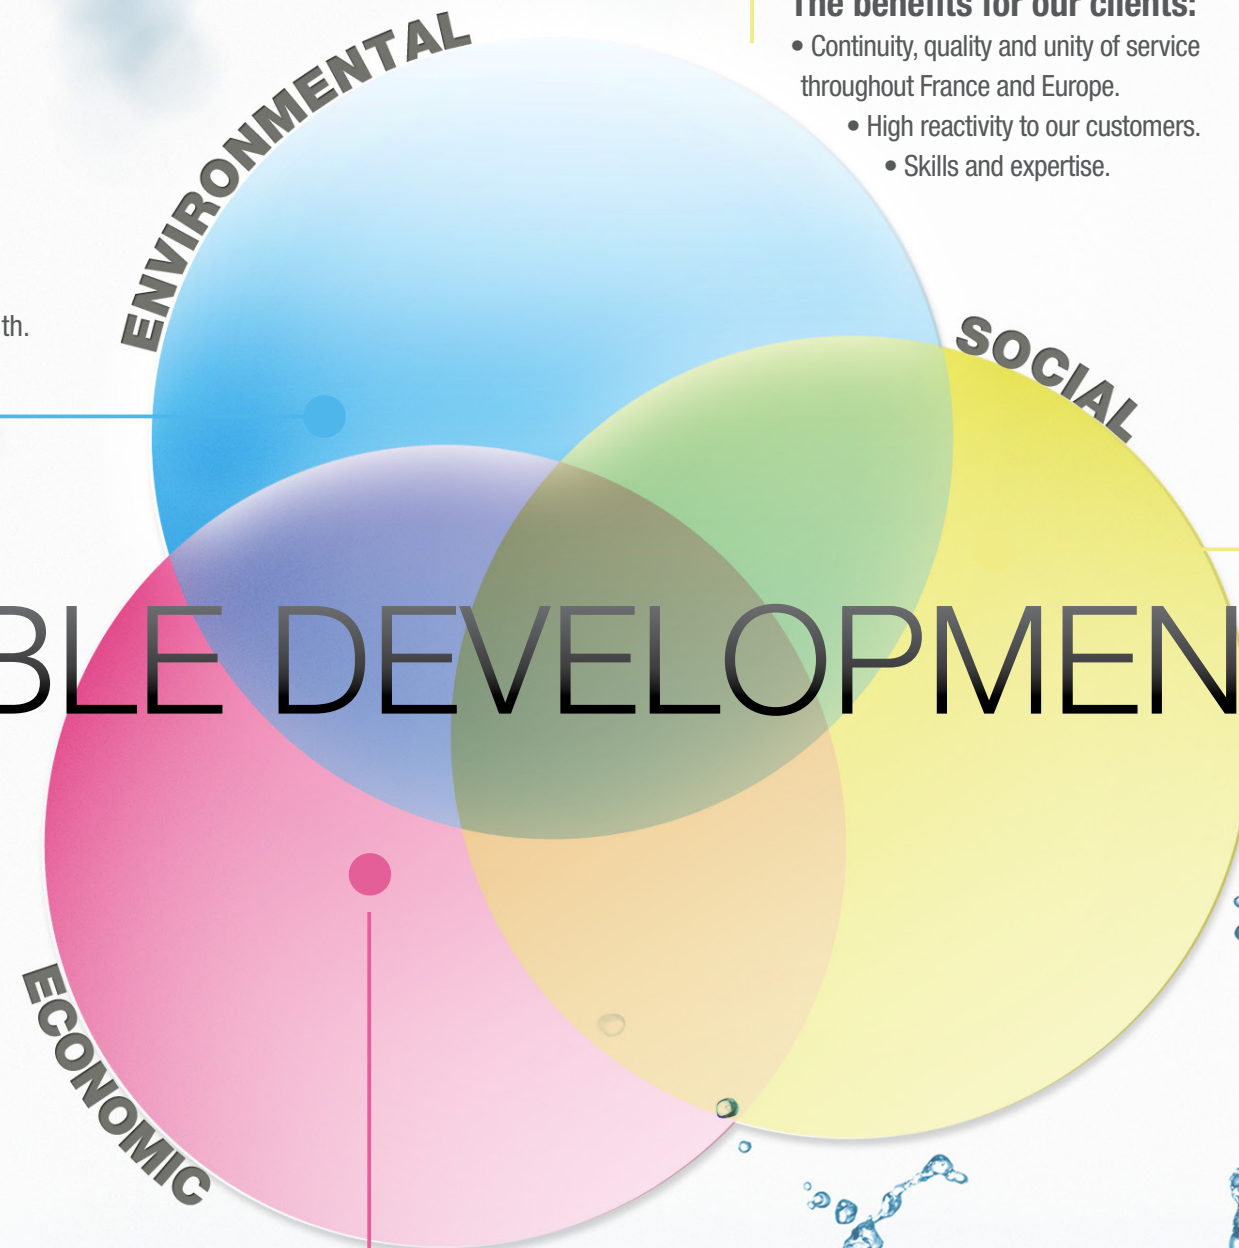 The benefits for our clients:
• Continuity, quality and unity of service
throughout France and Europe.
• High reactivity to our customers.
• Skills and expertise.
ENVIRONMENTAL
th.
SOCIAL
BLE DEVELOPMEN
ECONOMIC